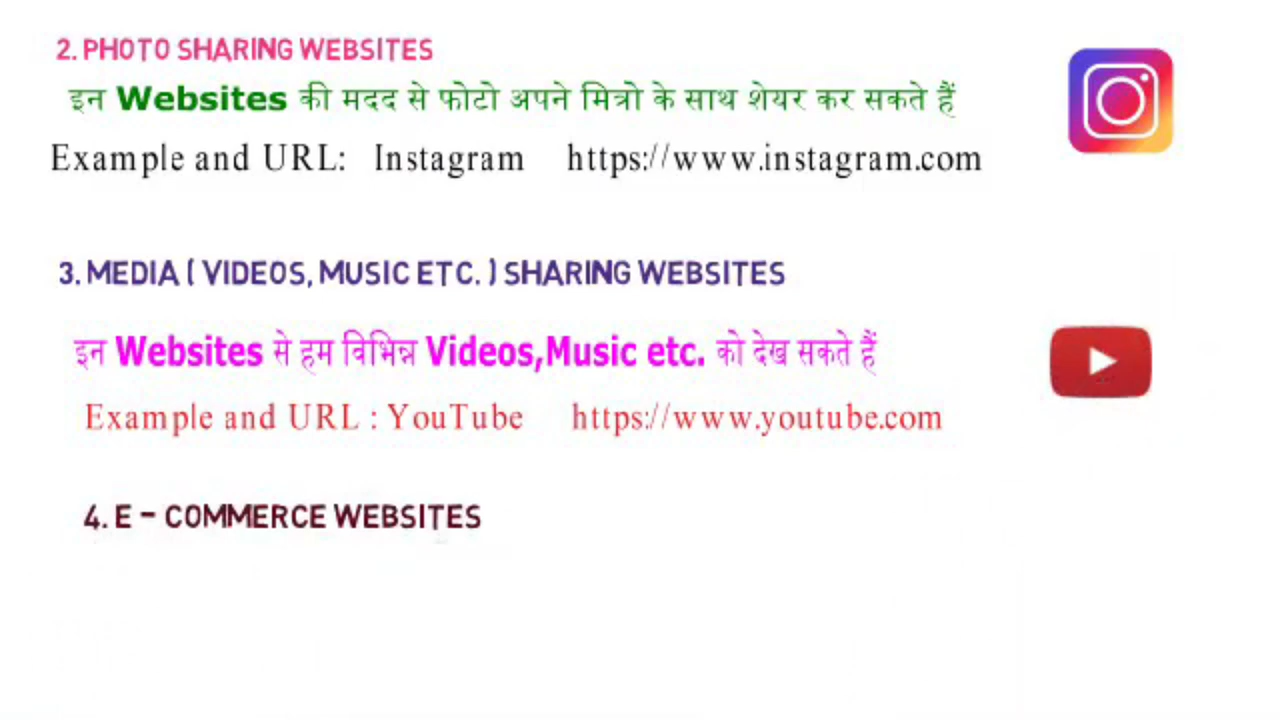 2. PHOTO SHARING WEBSITES
इन Websites की मदद से फोटो अपने मित्रो के साथ शेयर कर सकते हैं
Example and URL: Instagram https://www.instagram.com
3. MEDIA ( VIDEOS, MUSIC ETC. ) SHARING WEBSITES
इन Websites से हम विभिन्न Videos,Music etc. को देख सकते हैं
Example and URL : YouTube https://www.youtube.com
4. E - COMMERCE WEBSITES